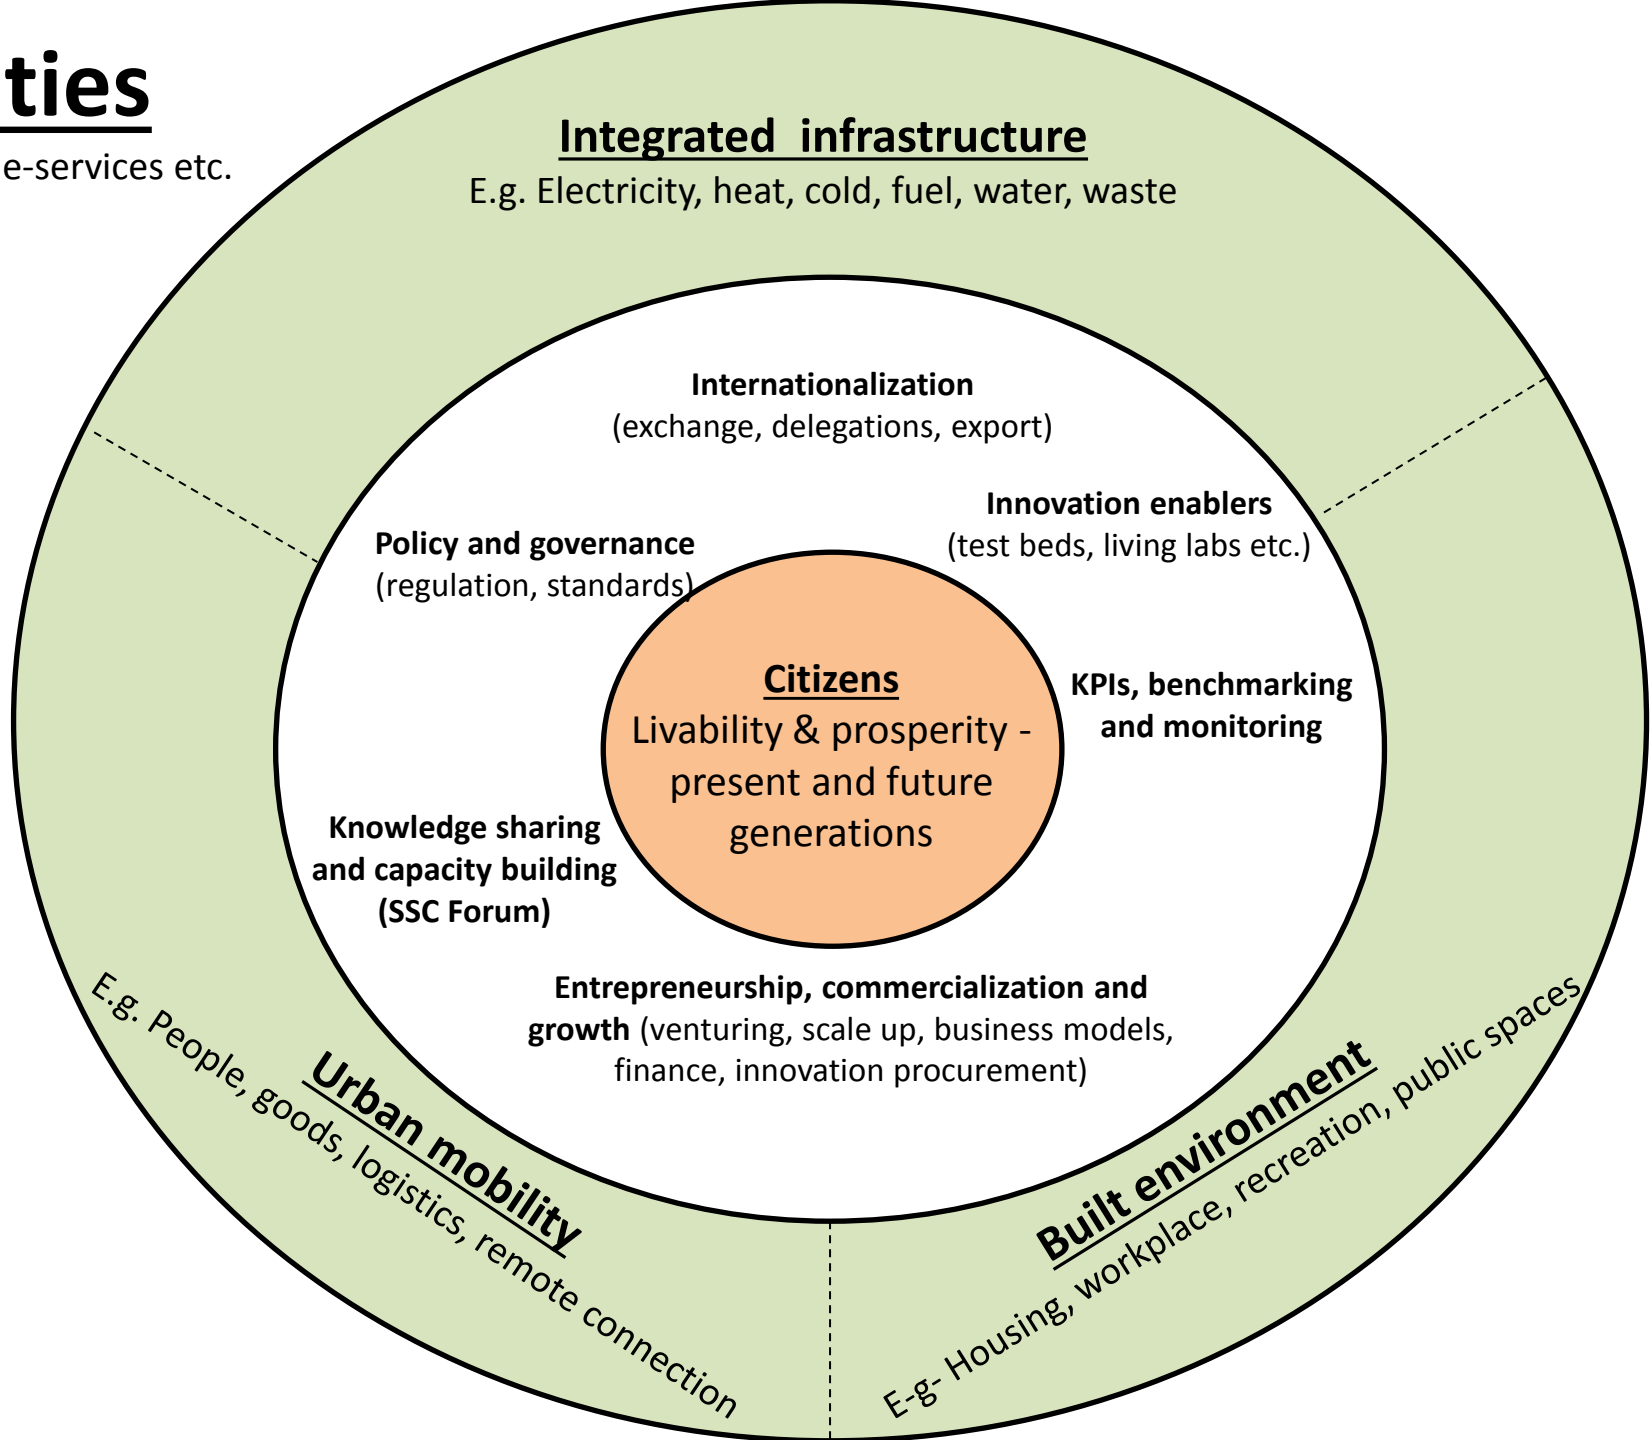 ties
e-services etc.
Integrated infrastructure
E.g. Electricity, heat, cold, fuel, water, waste
Internationalization
(exchange, delegations, export)
Innovation enablers
(test beds, living labs etc.)
Policy and governance
(regulation, standards)
Citizens
Livability & prosperity -
present and future
generations
KPIs, benchmarking
and monitoring
Knowledge sharing
and capacity building
(SSC Forum)
Entrepreneurship, commercialization and
growth (venturing, scale up, business models,
finance, innovation procurement)
Urban mobility
E.g. People, goods, logistics, remote connection
Built environment
E-g- Housing, workplace, recreation, public spaces